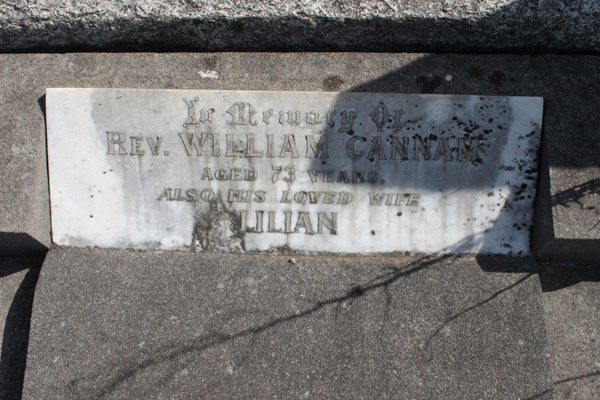 In Memory Of
REV. WILLIAM CANNAM
AGED 73 YEARS.
ALSO HIS LOVED WIFE
LILIAN